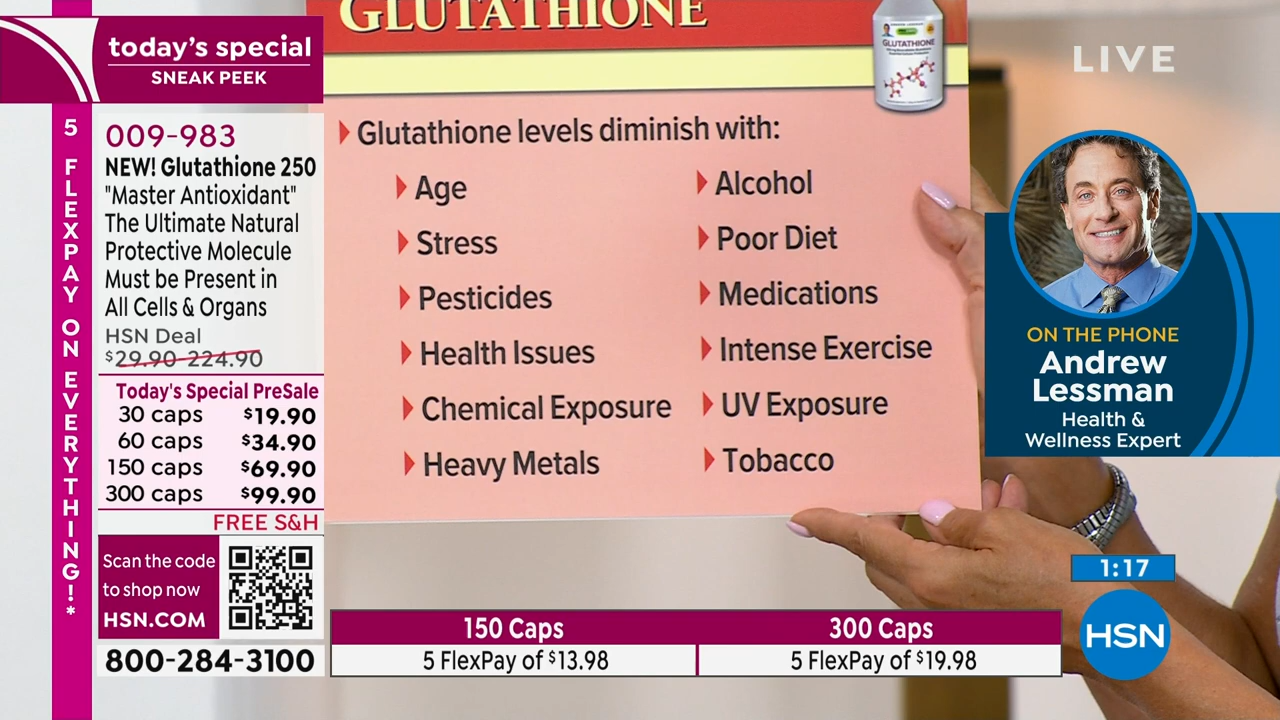 today's special
SNEAK PEEK
5 FLEXPAY ON EVERYTHING!*
009-983
NEW! Glutathione 250
"Master Antioxidant"
The Ultimate Natural
Protective Molecule
Must be Present in
All Cells & Organs
HSN Deal
$29.90-224.90
Today's Special PreSale
30 caps $19.90
60 caps $34.90
150 caps $69.90
300 caps $99.90
FREE S&H
Scan the code
to shop now
HSN.COM
800-284-3100
GLUTATHIONE
GLUTATHIONE
Glutathione levels diminish with:
Age
Stress
Pesticides
Health Issues
Chemical Exposure
Heavy Metals
Alcohol
Poor Diet
Medications
Intense Exercise
UV Exposure
Tobacco
LIVE
ON THE PHONE
Andrew
Lessman
Health &
Wellness Expert
1:17
HSN
150 Caps
5 FlexPay of $13.98
300 Caps
5 FlexPay of $19.98